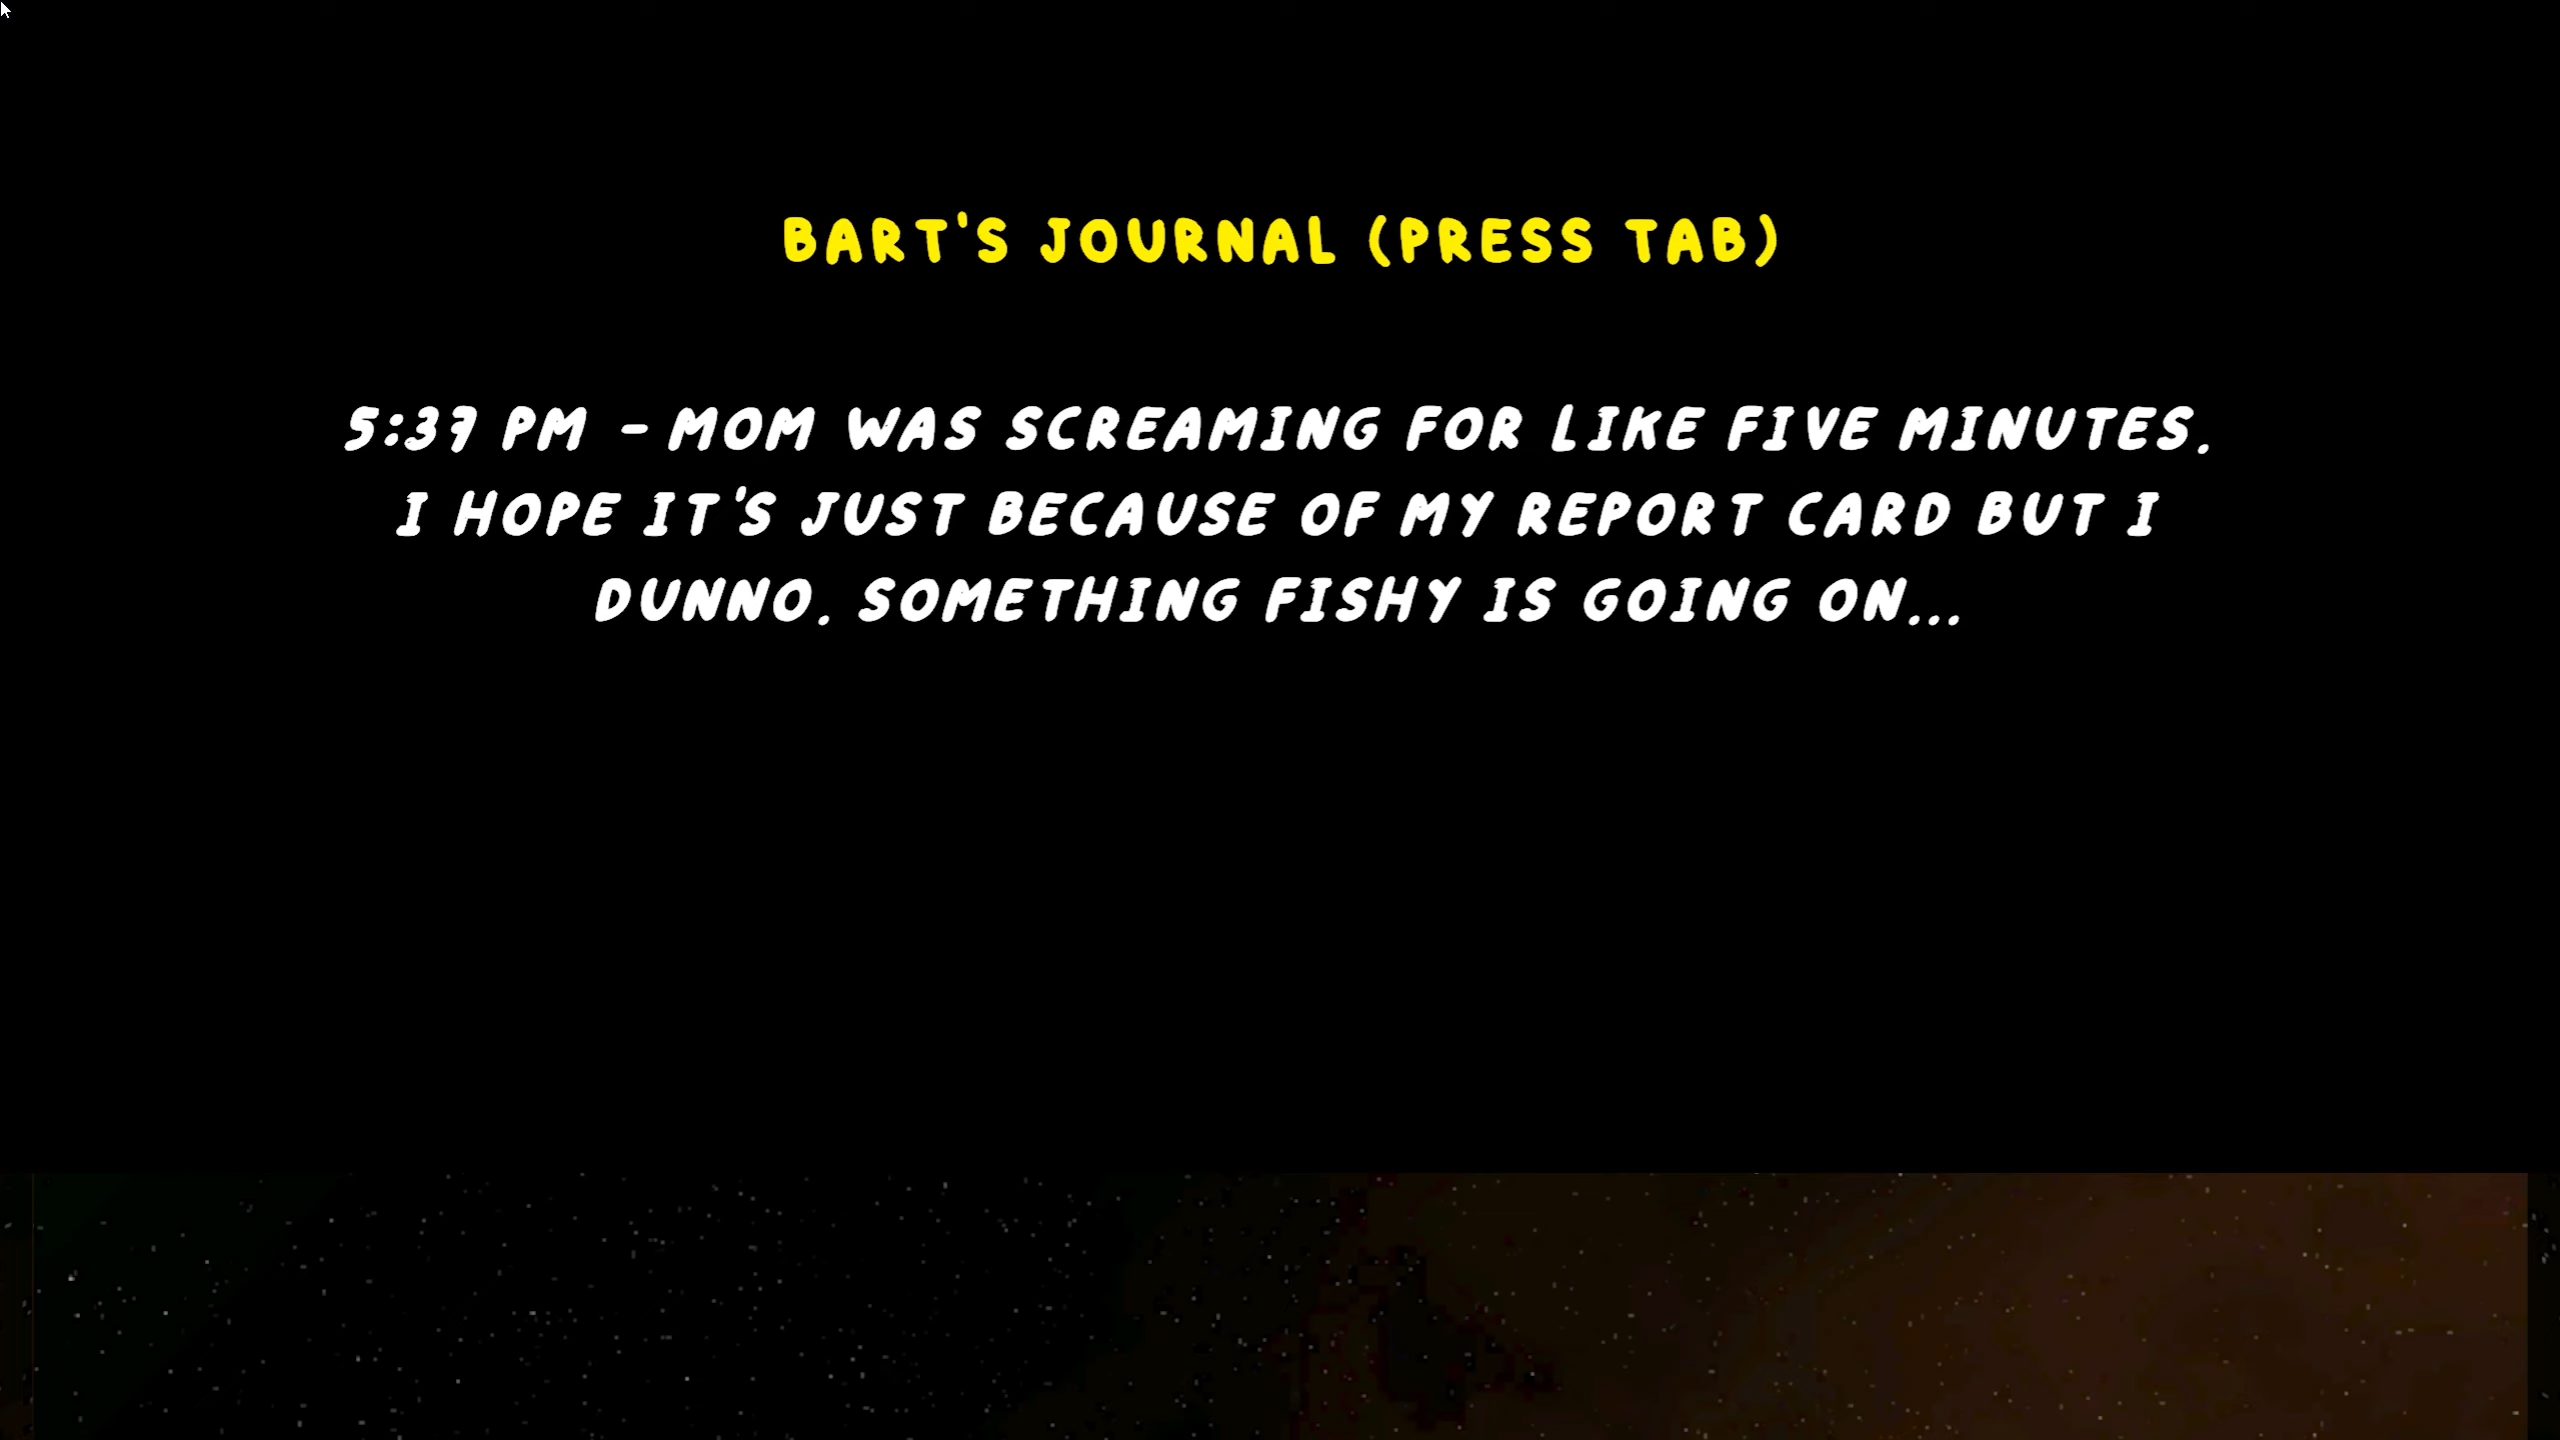 BART'S JOURNAL (PRESS TAB)
5:37 PM - MOM WAS SCREAMING FOR LIKE FIVE MINUTES.
I HOPE IT'S JUST BECAUSE OF MY REPORT CARD BUT I
DUNNO. SOMETHING FISHY IS GOING ON...